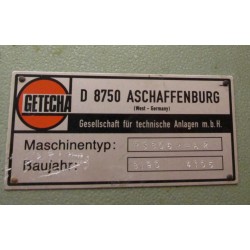 GETECHA
D 8750 ASCHAFFENBURG
(West - Germany)
Gesellschaft für technische Anlagen m.b.H.
Maschinentyp:
Baujahr: